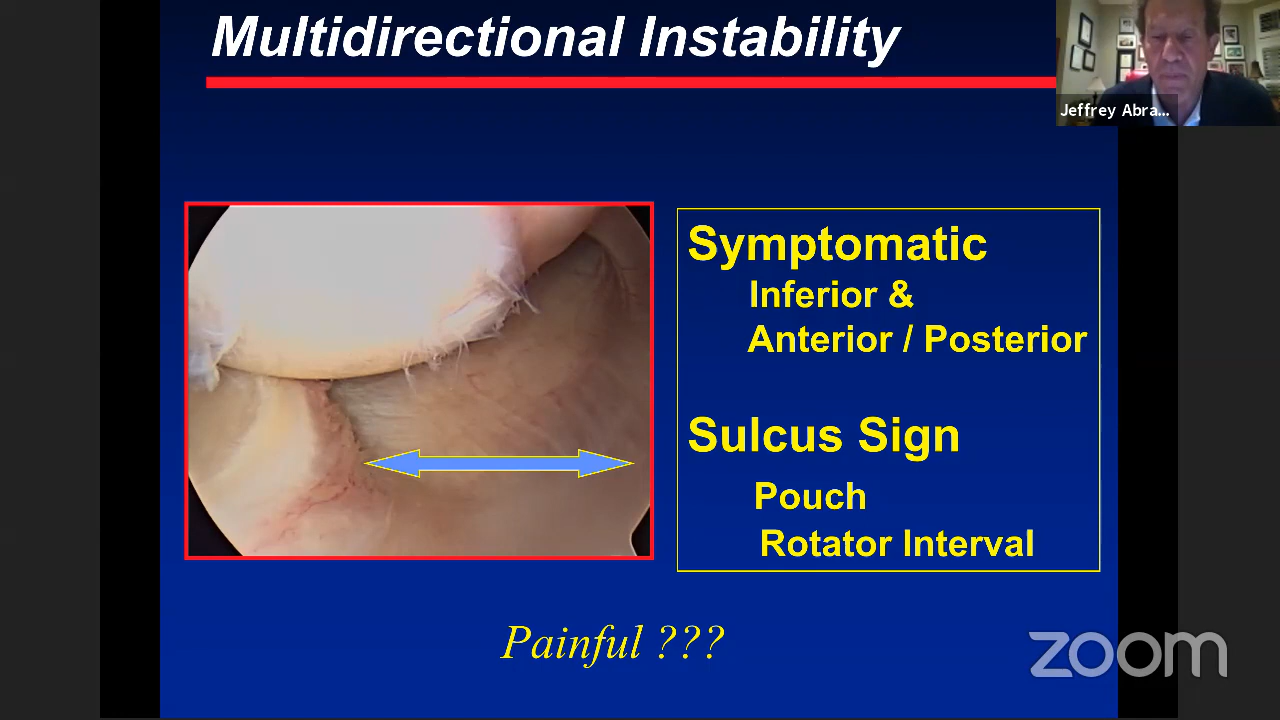 Multidirectional Instability
Jeffrey Abra...
Symptomatic
Inferior &
Anterior / Posterior
Sulcus Sign
Pouch
Rotator Interval
Painful ???
zoom